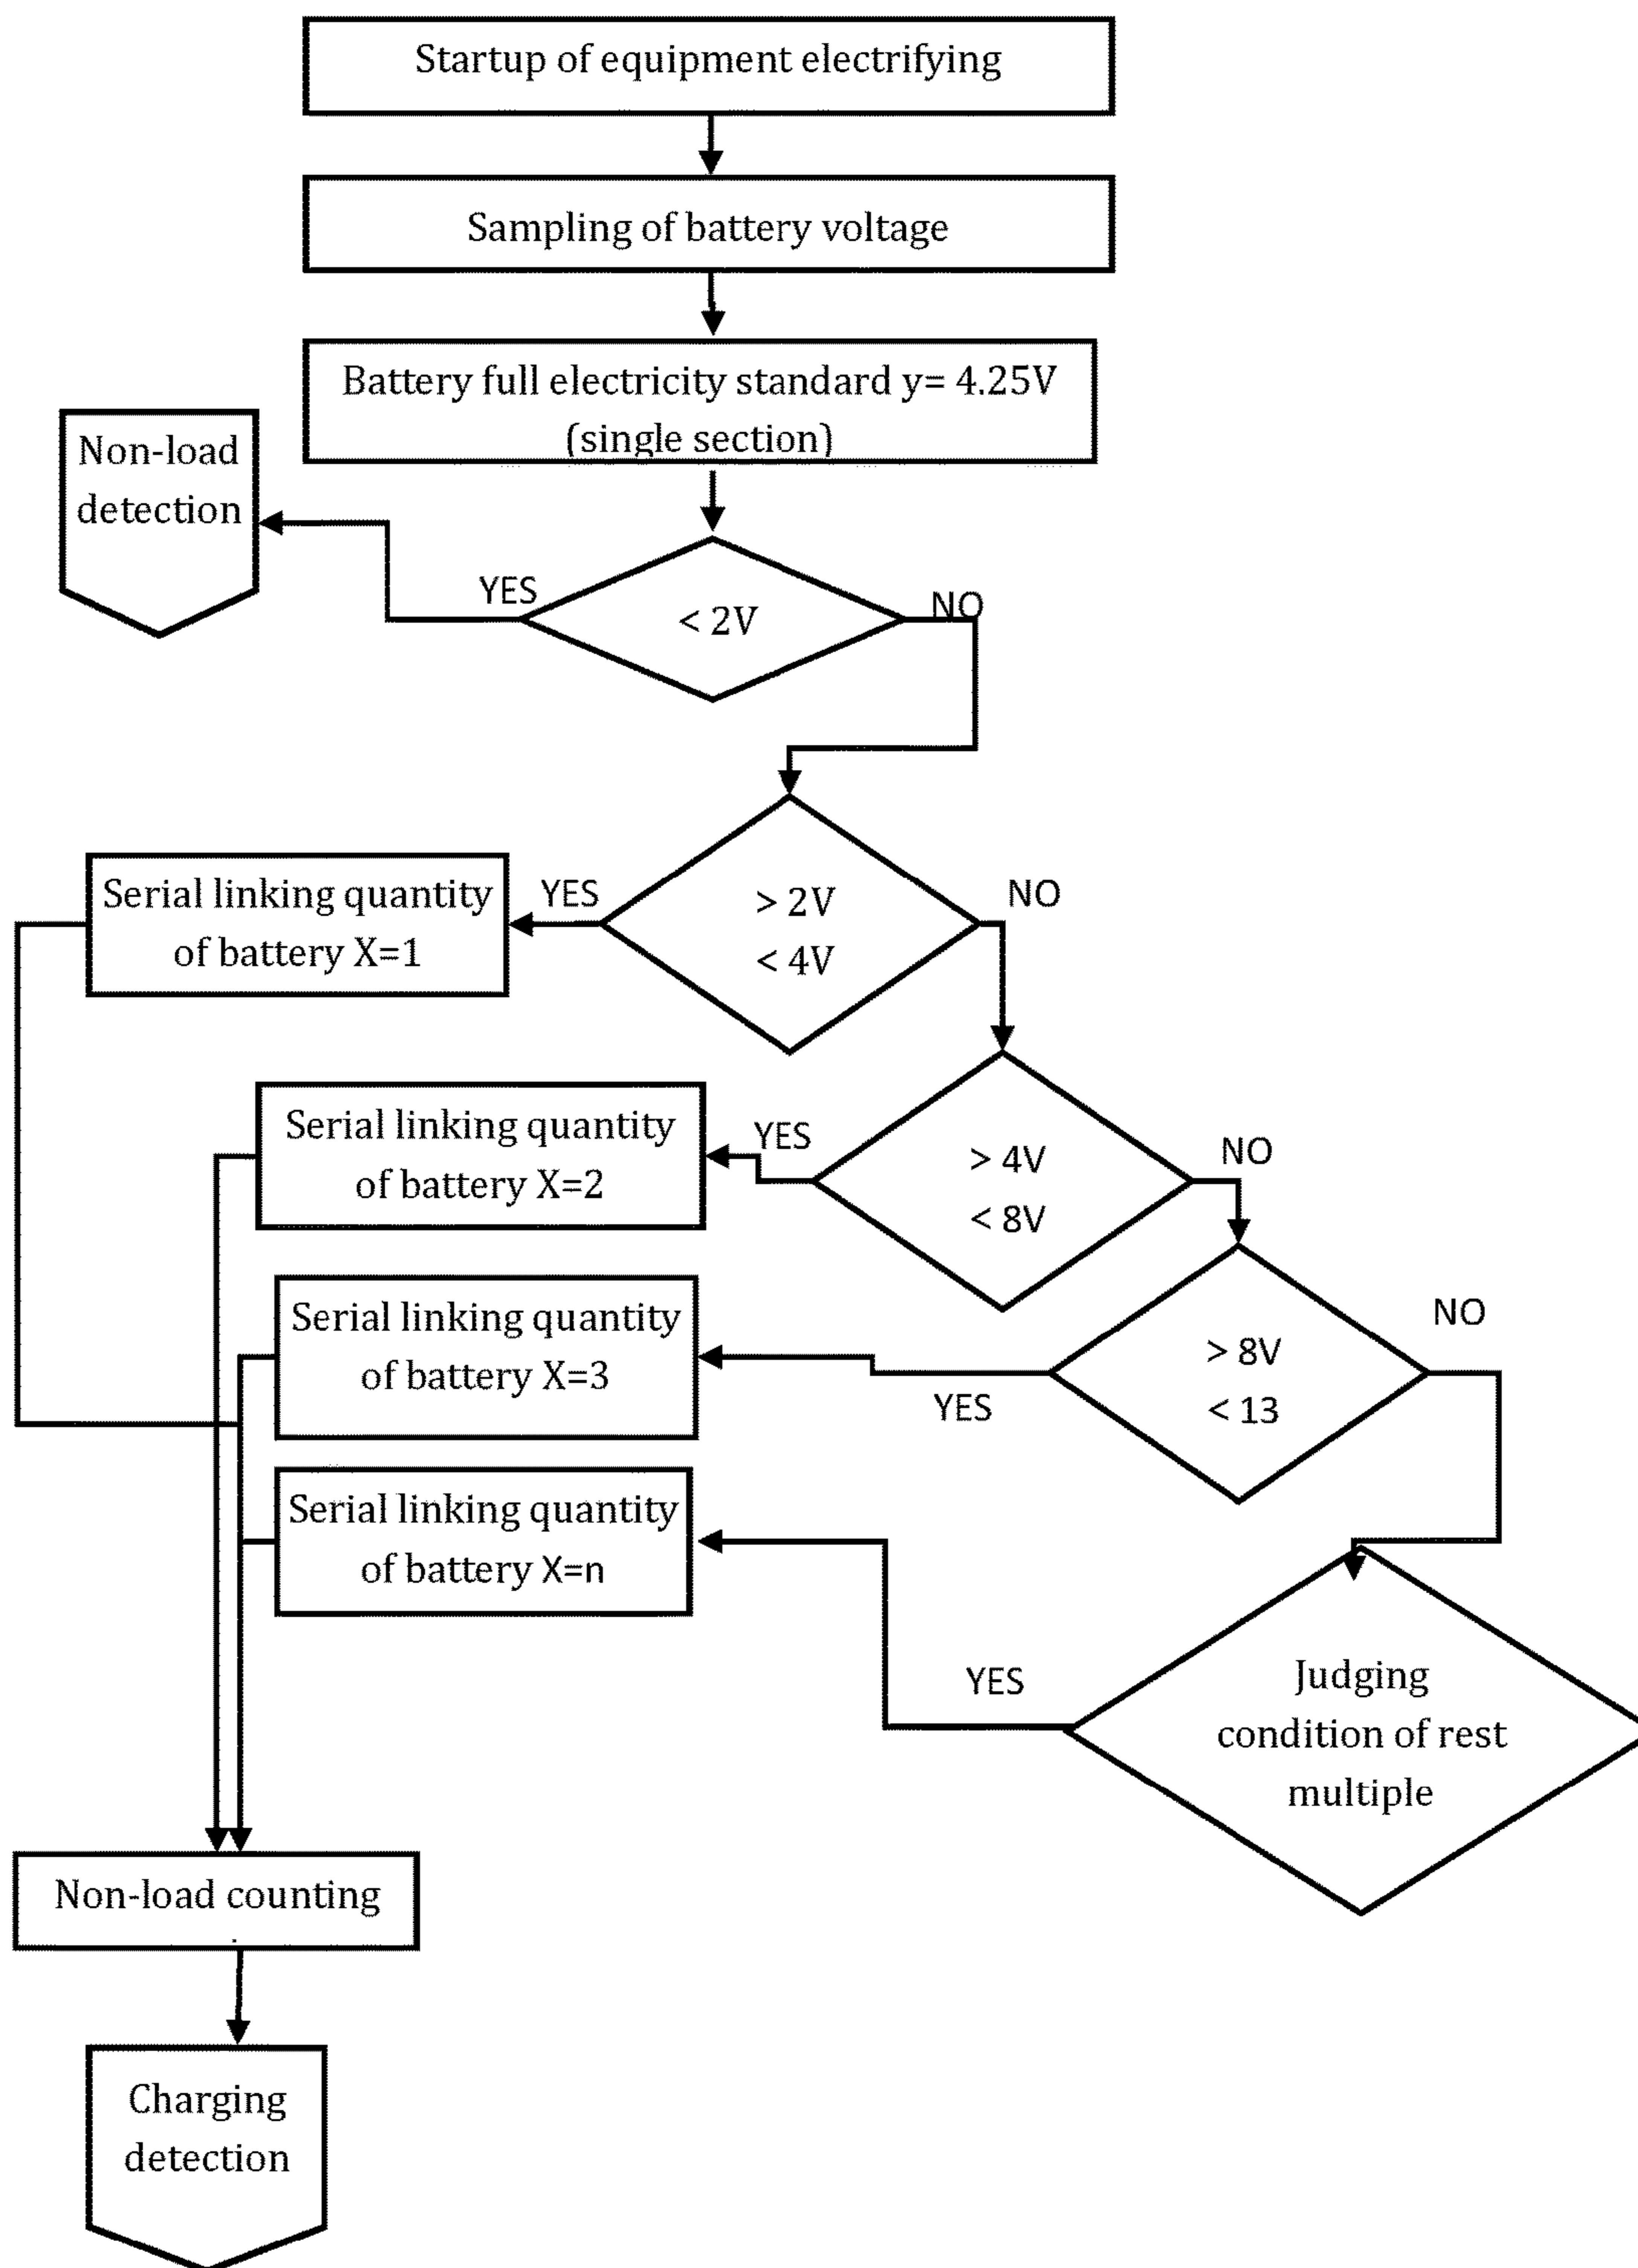 Startup of equipment electrifying
Sampling of battery voltage
Battery full electricity standard y= 4.25V
(single section)
Non-load
detection
YES
< 2V
NO
Serial linking quantity
of battery X=1
YES
> 2V
< 4V
NO
Serial linking quantity
of battery X=2
YES
> 4V
< 8V
NO
Serial linking quantity
of battery X=3
YES
> 8V
< 13
NO
Serial linking quantity
of battery X=n
YES
Judging
condition of rest
multiple
Non-load counting
Charging
detection